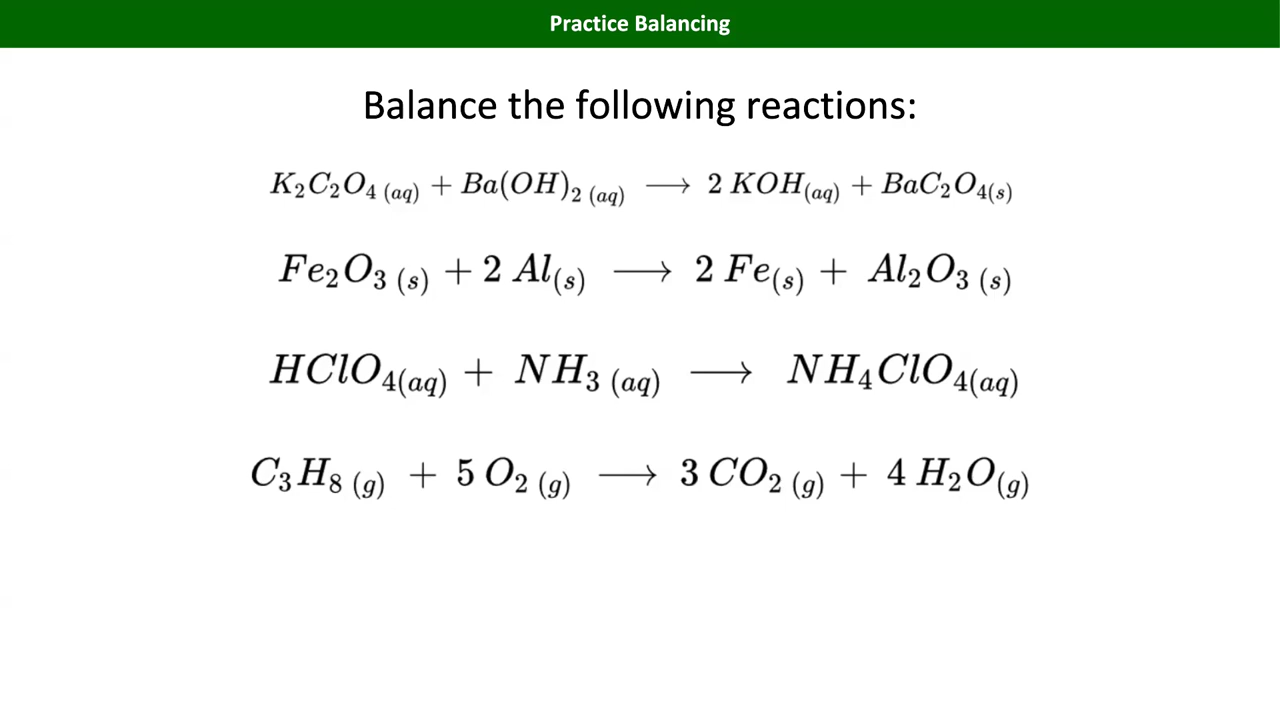 Practice Balancing
Balance the following reactions:
K₂C₂O₄ (aq) + Ba(OH)₂ (aq) ⟶ 2 KOH(aq) + BaC₂O₄(s)
Fe₂O₃ (s) + 2 Al(s) ⟶ 2 Fe(s) + Al₂O₃ (s)
HClO₄(aq) + NH₃ (aq) ⟶ NH₄ClO₄(aq)
C₃H₈ (g) + 5 O₂ (g) ⟶ 3 CO₂ (g) + 4 H₂O(g)